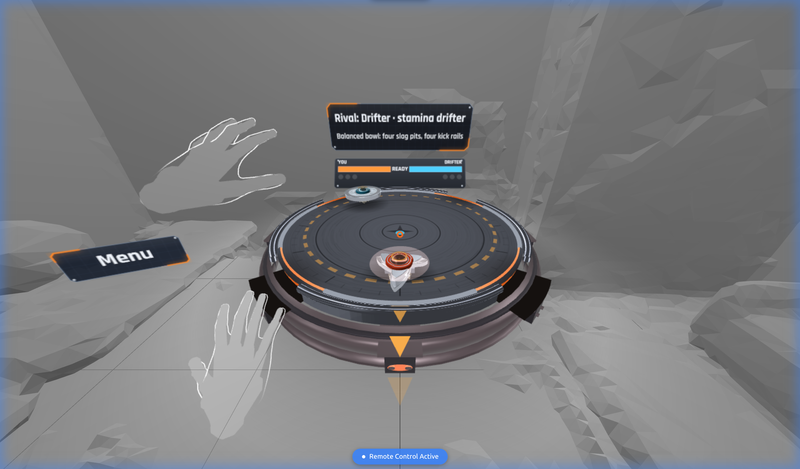 Rival: Drifter · stamina drifter
Balanced bowl: four slag pits, four kick rails
YOU
READY
DRIFTER
Menu
Remote Control Active